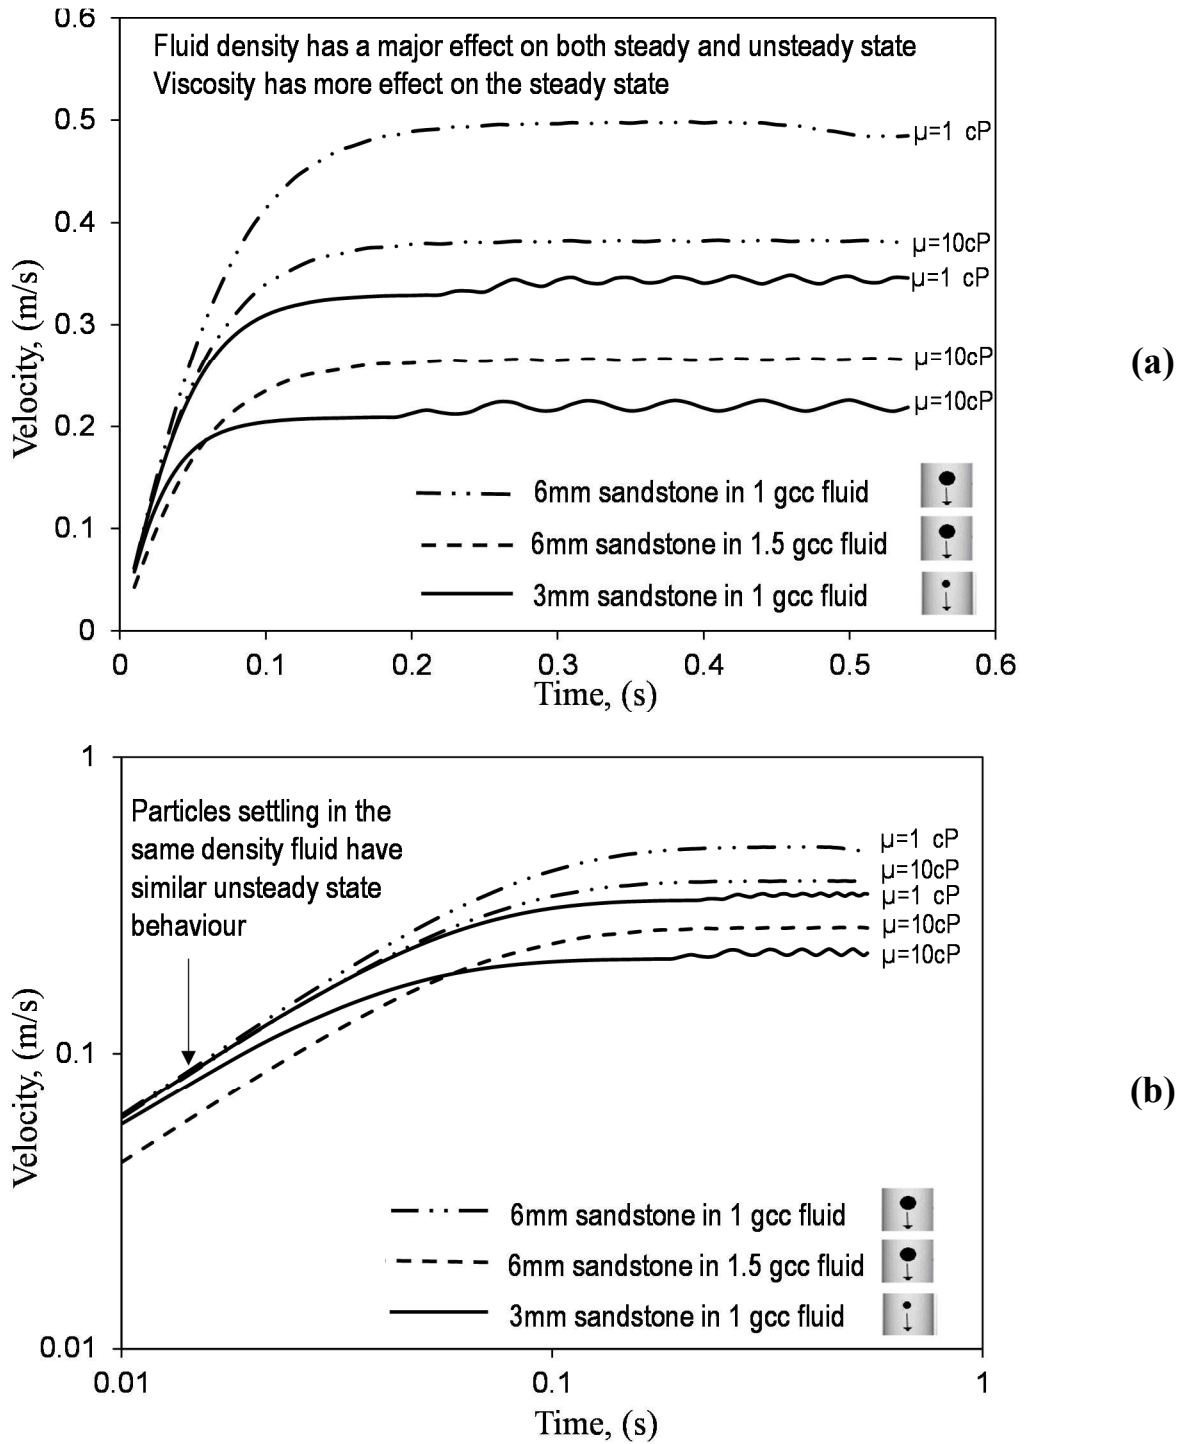 0.6
Fluid density has a major effect on both steady and unsteady state
Viscosity has more effect on the steady state
0.5
µ=1 cP
0.4
µ=10cP
µ=1 cP
0.3
µ=10cP
µ=10cP
0.2
6mm sandstone in 1 gcc fluid
0.1
6mm sandstone in 1.5 gcc fluid
3mm sandstone in 1 gcc fluid
0
0 0.1 0.2 0.3 0.4 0.5 0.6
Time, (s)
Velocity, (m/s)
(a)
1
Particles settling in the
same density fluid have
similar unsteady state
behaviour
µ=1 cP
µ=10cP
µ=1 cP
µ=10cP
µ=10cP
0.1
6mm sandstone in 1 gcc fluid
6mm sandstone in 1.5 gcc fluid
3mm sandstone in 1 gcc fluid
0.01
0.01 0.1 1
Time, (s)
Velocity, (m/s)
(b)